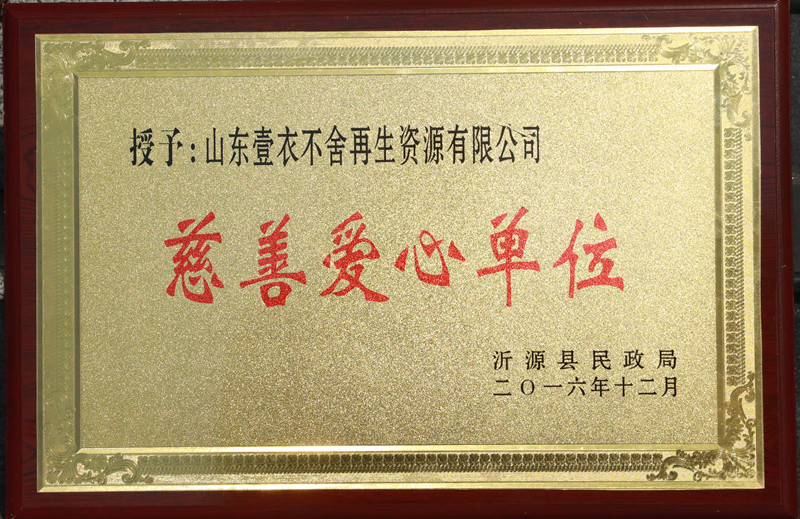 授予:山东壹衣不舍再生资源有限公司
慈善爱心单位
沂源县民政局
二〇一六年十二月